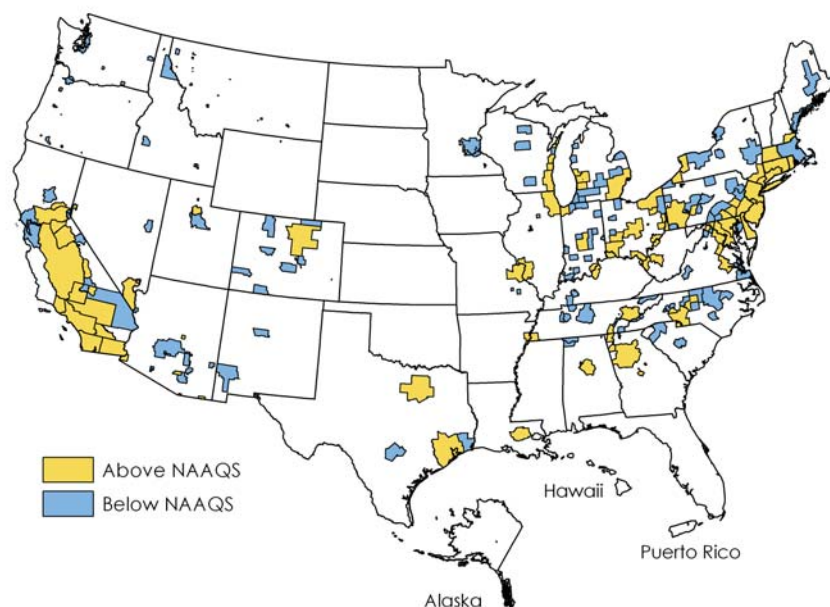 Above NAAQS
Below NAAQS
Hawaii
Puerto Rico
Alaska